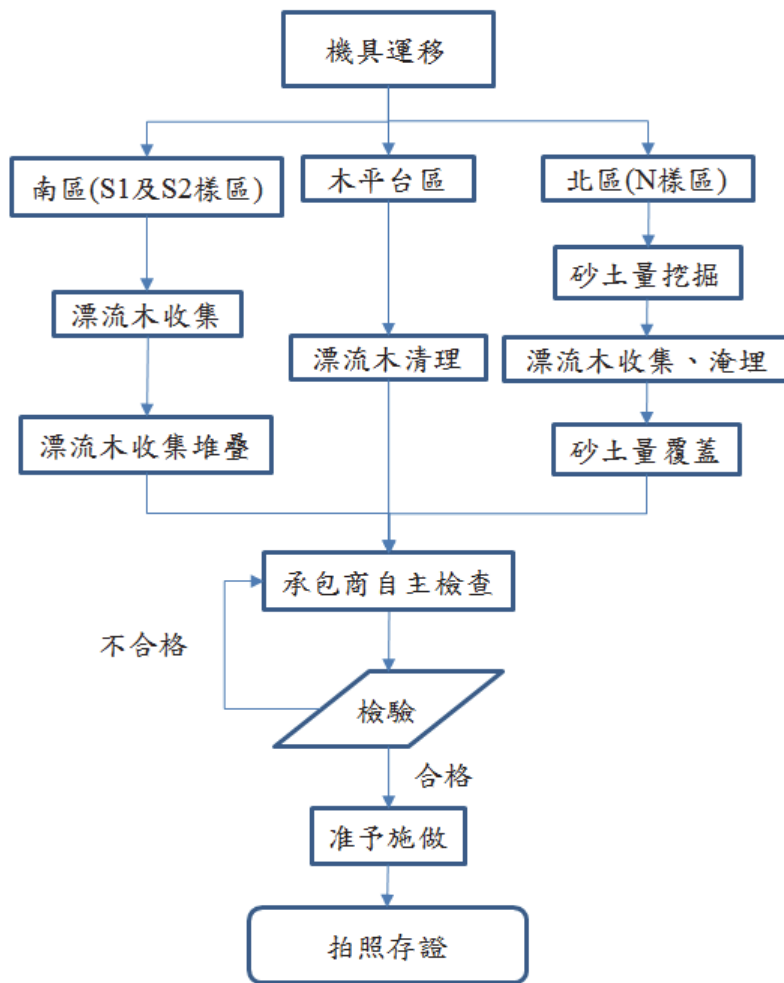 機具運移
南區(S1及S2樣區)
木平台區
北區(N樣區)
砂土量挖掘
漂流木收集
漂流木清理
漂流木收集、淹埋
漂流木收集堆疊
砂土量覆蓋
承包商自主檢查
不合格
檢驗
合格
准予施做
拍照存證